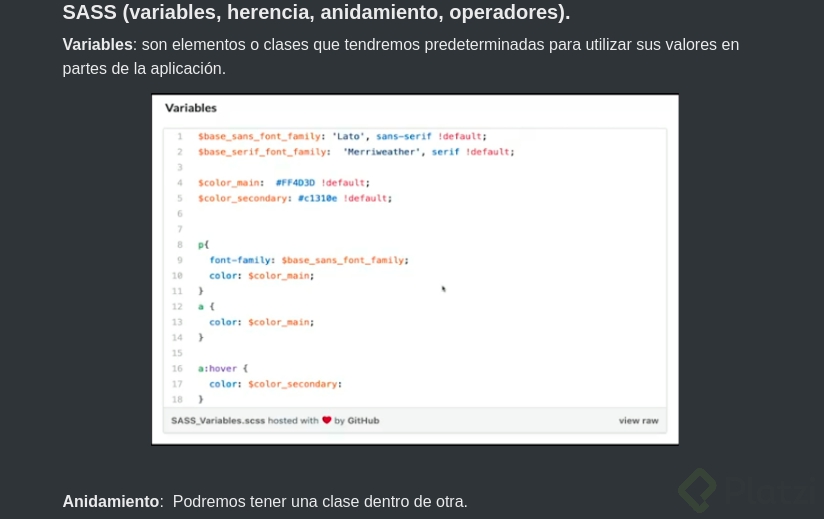 SASS (variables, herencia, anidamiento, operadores).
Variables: son elementos o clases que tendremos predeterminadas para utilizar sus valores en
partes de la aplicación.
Variables
1 $base_sans_font_family: 'Lato', sans-serif !default;
2 $base_serif_font_family: 'Merriweather', serif !default;
3
4 $color_main: #FF4D3D !default;
5 $color_secondary: #c1310e !default;
6
7
8 p{
9 font-family: $base_sans_font_family;
10 color: $color_main;
11 }
12 a {
13 color: $color_main;
14 }
15
16 a:hover {
17 color: $color_secondary;
18 }
SASS_Variables.scss hosted with ❤ by GitHub view raw
Anidamiento: Podremos tener una clase dentro de otra.
Platzi